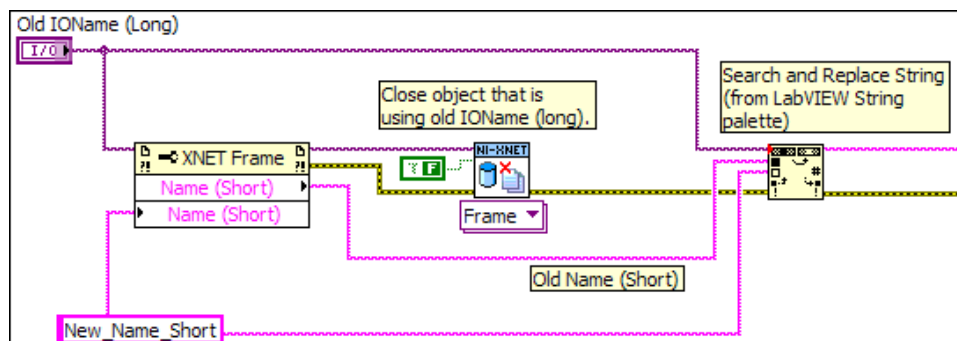 Old IOName (Long)
I/O
Close object that is
using old IOName (long).
Search and Replace String
(from LabVIEW String
palette)
XNET Frame
NI-XNET
Name (Short)
Name (Short)
? F
Frame
Old Name (Short)
New_Name_Short